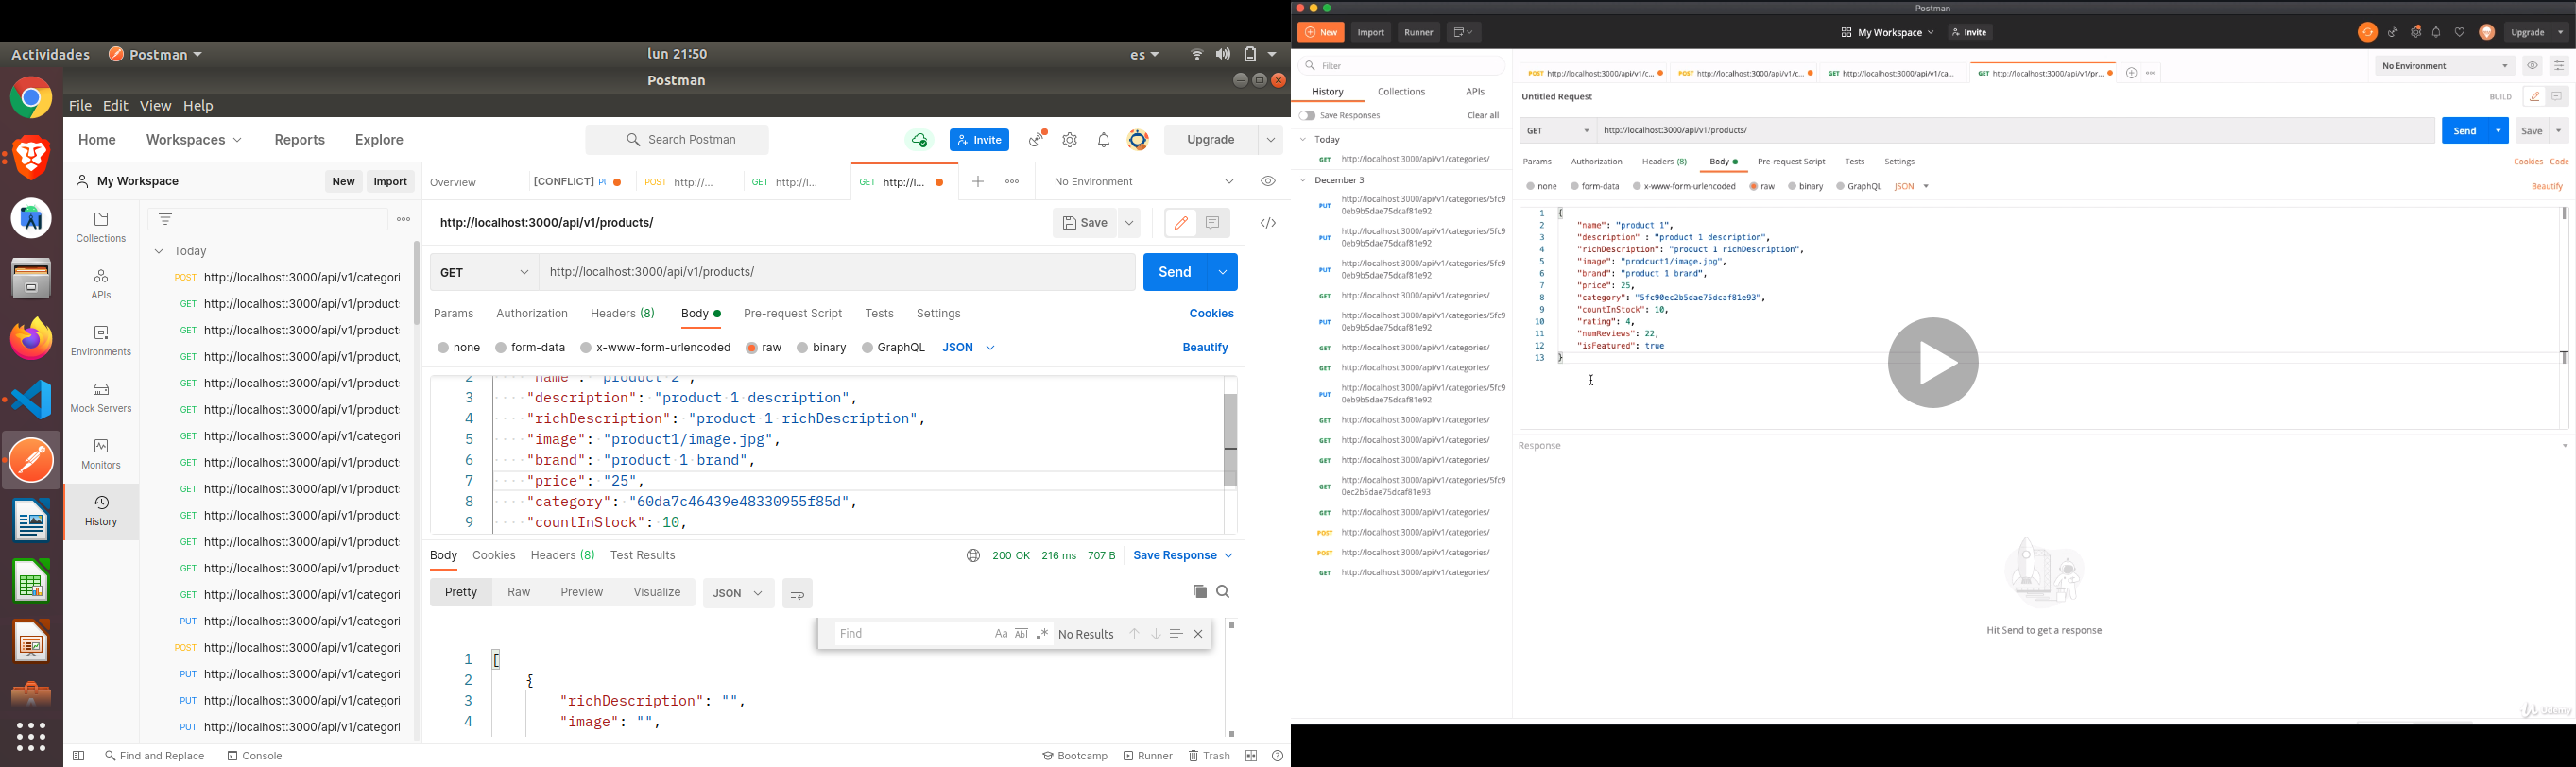 Actividades
Postman
lun 21:50
es
Postman
File Edit View Help
Home Workspaces Reports Explore
Search Postman
Invite
Upgrade
My Workspace
New Import
Overview
[CONFLICT]
POST http://...
GET http://l...
GET http://l...
No Environment
Collections
APIs
Environments
Mock Servers
Monitors
History
Today
POST http://localhost:3000/api/v1/categori
GET http://localhost:3000/api/v1/product
GET http://localhost:3000/api/v1/product
GET http://localhost:3000/api/v1/product,
GET http://localhost:3000/api/v1/product
GET http://localhost:3000/api/v1/product
GET http://localhost:3000/api/v1/categori
GET http://localhost:3000/api/v1/product
GET http://localhost:3000/api/v1/product
GET http://localhost:3000/api/v1/product
GET http://localhost:3000/api/v1/product
GET http://localhost:3000/api/v1/product
GET http://localhost:3000/api/v1/categori
PUT http://localhost:3000/api/v1/categori
POST http://localhost:3000/api/v1/categori
PUT http://localhost:3000/api/v1/categori
PUT http://localhost:3000/api/v1/categori
PUT http://localhost:3000/api/v1/categori
http://localhost:3000/api/v1/products/
Save
GET http://localhost:3000/api/v1/products/
Send
Params Authorization Headers (8) Body Pre-request Script Tests Settings Cookies
none form-data x-www-form-urlencoded raw binary GraphQL JSON Beautify
2 "name": "product 2",
3 "description": "product 1 description",
4 "richDescription": "product 1 richDescription",
5 "image": "product1/image.jpg",
6 "brand": "product 1 brand",
7 "price": "25",
8 "category": "60da7c46439e48330955f85d",
9 "countInStock": 10,
Body Cookies Headers (8) Test Results
200 OK 216 ms 707 B Save Response
Pretty Raw Preview Visualize JSON
Find Aa Abl .* No Results
1 [
2 {
3 "richDescription": "",
4 "image": "",
Find and Replace Console
Bootcamp Runner Trash
Postman
New Import Runner
My Workspace Invite
Upgrade
Filter
History Collections APIs
Save Responses Clear all
Today
GET http://localhost:3000/api/v1/categories/
December 3
PUT http://localhost:3000/api/v1/categories/5fc9
0eb9b5dae75dcaf81e92
PUT http://localhost:3000/api/v1/categories/5fc9
0eb9b5dae75dcaf81e92
PUT http://localhost:3000/api/v1/categories/5fc9
0eb9b5dae75dcaf81e92
GET http://localhost:3000/api/v1/categories/
PUT http://localhost:3000/api/v1/categories/5fc9
0eb9b5dae75dcaf81e92
GET http://localhost:3000/api/v1/categories/
GET http://localhost:3000/api/v1/categories/
PUT http://localhost:3000/api/v1/categories/5fc9
0eb9b5dae75dcaf81e92
GET http://localhost:3000/api/v1/categories/
GET http://localhost:3000/api/v1/categories/
GET http://localhost:3000/api/v1/categories/
GET http://localhost:3000/api/v1/categories/5fc9
0ec2b5dae75dcaf81e93
GET http://localhost:3000/api/v1/categories/
POST http://localhost:3000/api/v1/categories/
POST http://localhost:3000/api/v1/categories/
GET http://localhost:3000/api/v1/categories/
POST http://localhost:3000/api/v1/c...
POST http://localhost:3000/api/v1/c...
GET http://localhost:3000/api/v1/ca...
GET http://localhost:3000/api/v1/pr...
No Environment
Untitled Request
BUILD
GET http://localhost:3000/api/v1/products/
Send Save
Params Authorization Headers (8) Body Pre-request Script Tests Settings Cookies Code
none form-data x-www-form-urlencoded raw binary GraphQL JSON Beautify
1 {
2 "name": "product 1",
3 "description" : "product 1 description",
4 "richDescription": "product 1 richDescription",
5 "image": "prodcuct1/image.jpg",
6 "brand": "product 1 brand",
7 "price": 25,
8 "category": "5fc90ec2b5dae75dcaf81e93",
9 "countInStock": 10,
10 "rating": 4,
11 "numReviews": 22,
12 "isFeatured": true
13 }
Response
Hit Send to get a response
Udemy